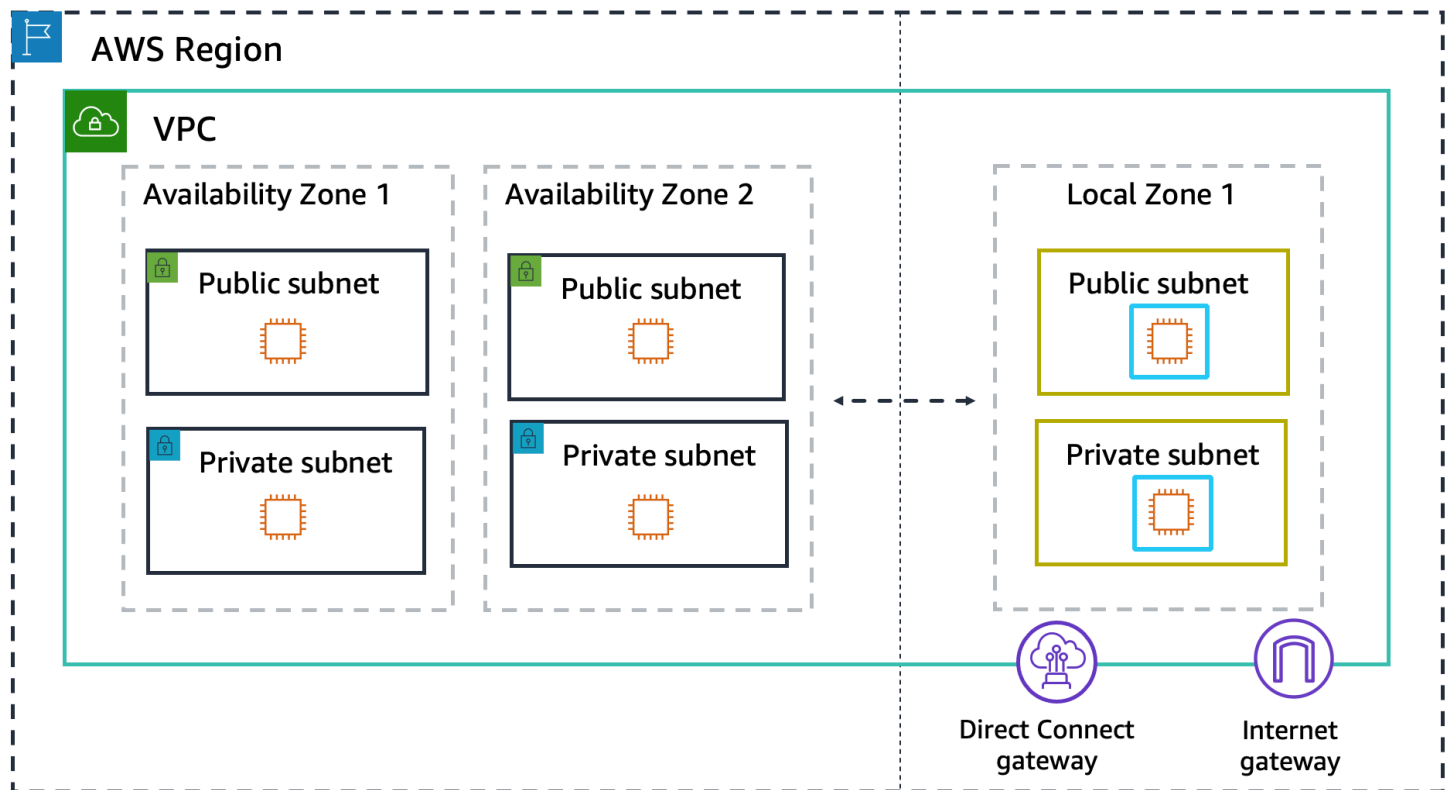 AWS Region
VPC
Availability Zone 1
Public subnet
Private subnet
Availability Zone 2
Public subnet
Private subnet
Local Zone 1
Public subnet
Private subnet
Direct Connect
gateway
Internet
gateway